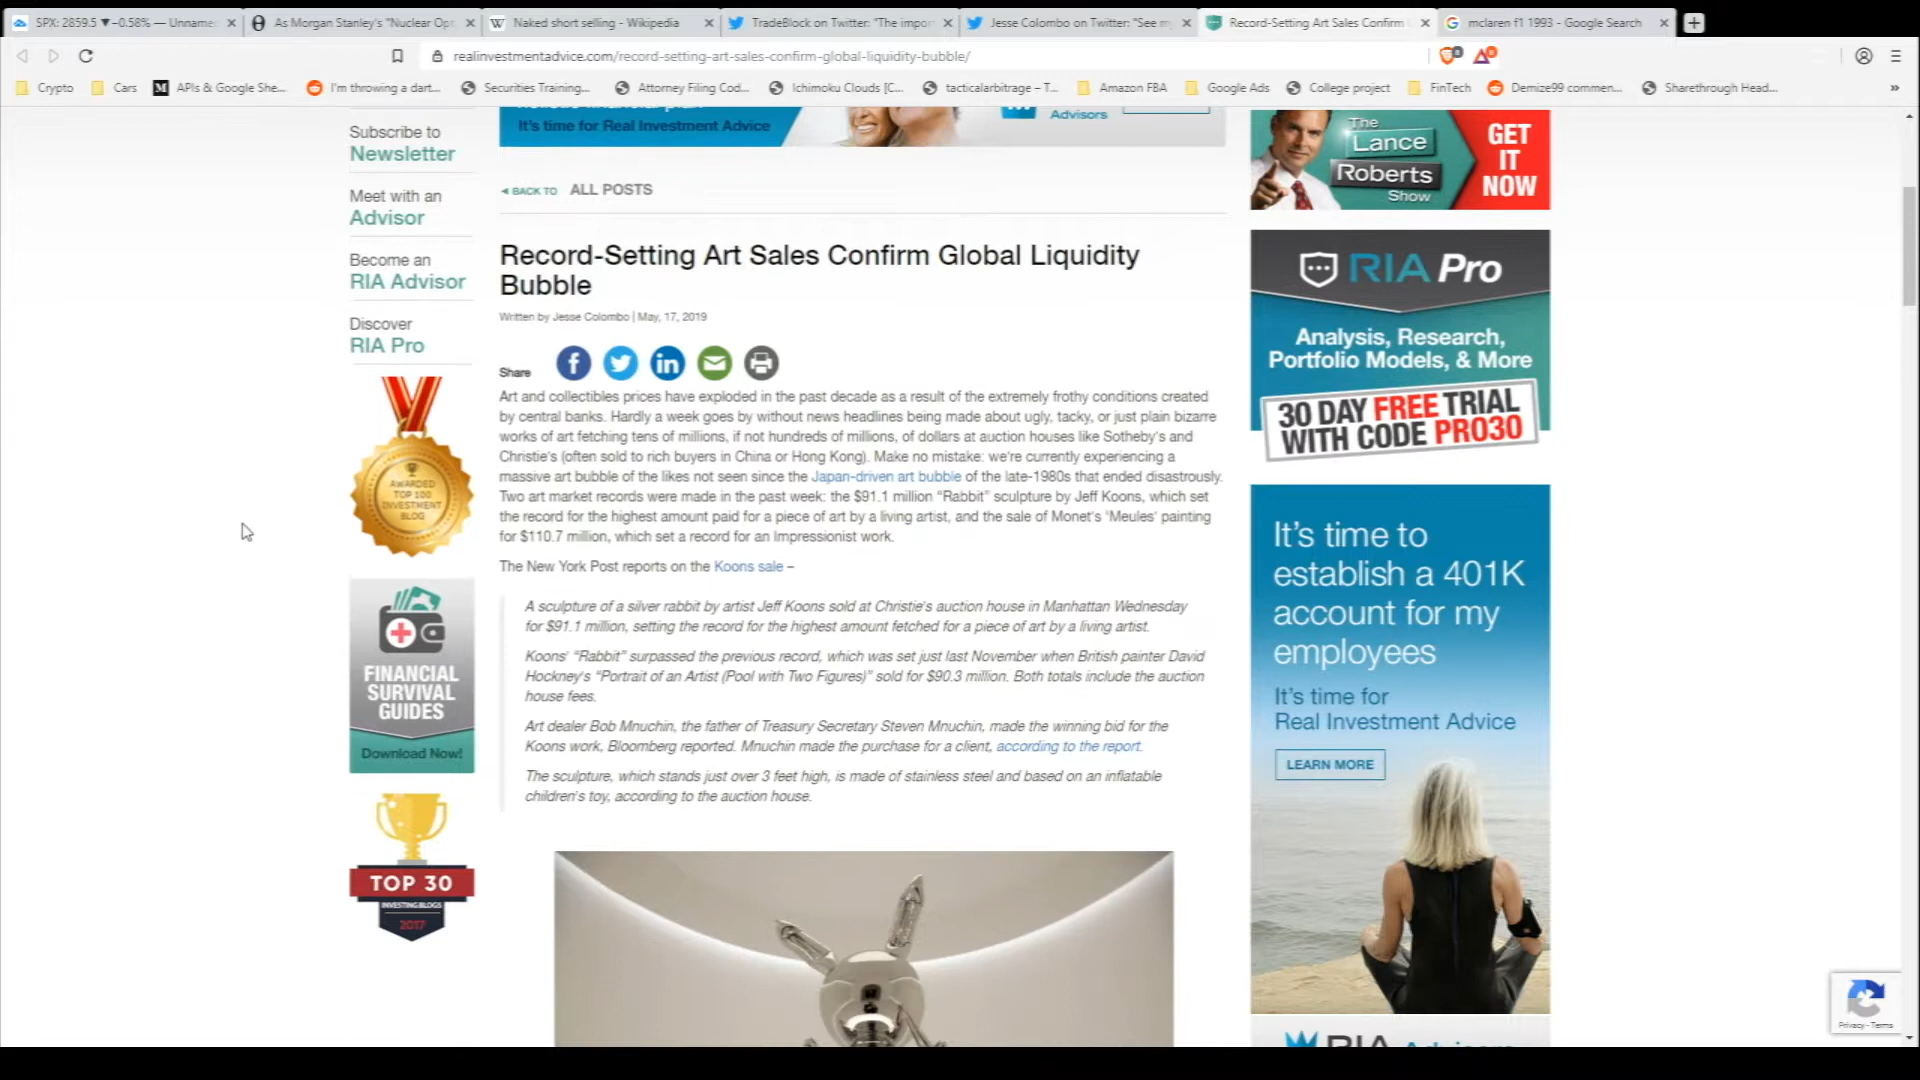 SPX: 2859.5 ▼−0.58% — Unname
As Morgan Stanley's "Nuclear Op
Naked short selling - Wikipedia
TradeBlock on Twitter: "The impo
Jesse Colombo on Twitter: "See m
Record-Setting Art Sales Confirm
mclaren f1 1993 - Google Search
realinvestmentadvice.com/record-setting-art-sales-confirm-global-liquidity-bubble/
Crypto
Cars
APIs & Google She...
I'm throwing a dart...
Securities Training...
Attorney Filing Cod...
Ichimoku Clouds [C...
tacticalarbitrage – T...
Amazon FBA
Google Ads
College project
FinTech
Demize99 commen...
Sharethrough Head...
»
Subscribe to
Newsletter
Meet with an
Advisor
Become an
RIA Advisor
Discover
RIA Pro
AWARDED
TOP 100
INVESTMENT
BLOG
FINANCIAL
SURVIVAL
GUIDES
Download Now!
TOP 30
INVESTING BLOGS
2017
It's time for Real Investment Advice
Advisors
◄ BACK TO ALL POSTS
Record-Setting Art Sales Confirm Global Liquidity
Bubble
Written by Jesse Colombo | May, 17, 2019
Share
Art and collectibles prices have exploded in the past decade as a result of the extremely frothy conditions created
by central banks. Hardly a week goes by without news headlines being made about ugly, tacky, or just plain bizarre
works of art fetching tens of millions, if not hundreds of millions, of dollars at auction houses like Sotheby's and
Christie's (often sold to rich buyers in China or Hong Kong). Make no mistake: we're currently experiencing a
massive art bubble of the likes not seen since the Japan-driven art bubble of the late-1980s that ended disastrously.
Two art market records were made in the past week: the $91.1 million "Rabbit" sculpture by Jeff Koons, which set
the record for the highest amount paid for a piece of art by a living artist, and the sale of Monet's 'Meules' painting
for $110.7 million, which set a record for an Impressionist work.
The New York Post reports on the Koons sale –
A sculpture of a silver rabbit by artist Jeff Koons sold at Christie's auction house in Manhattan Wednesday
for $91.1 million, setting the record for the highest amount fetched for a piece of art by a living artist.
Koons' "Rabbit" surpassed the previous record, which was set just last November when British painter David
Hockney's "Portrait of an Artist (Pool with Two Figures)" sold for $90.3 million. Both totals include the auction
house fees.
Art dealer Bob Mnuchin, the father of Treasury Secretary Steven Mnuchin, made the winning bid for the
Koons work, Bloomberg reported. Mnuchin made the purchase for a client, according to the report.
The sculpture, which stands just over 3 feet high, is made of stainless steel and based on an inflatable
children's toy, according to the auction house.
The
Lance
Roberts
Show
GET
IT
NOW
RIA Pro
Analysis, Research,
Portfolio Models, & More
30 DAY FREE TRIAL
WITH CODE PRO30
It's time to
establish a 401K
account for my
employees
It's time for
Real Investment Advice
LEARN MORE
Privacy - Terms